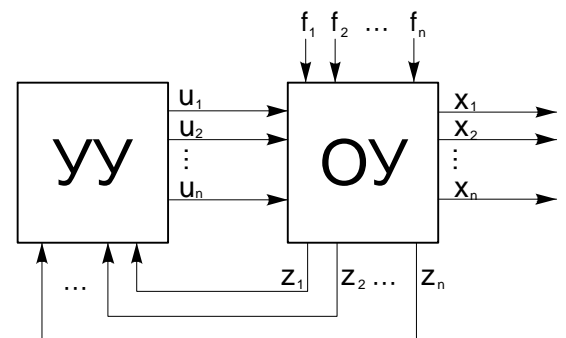 f₁ f₂ ... fₙ
u₁
u₂
⋮
uₙ
УУ
ОУ
x₁
x₂
⋮
xₙ
... z₁ z₂ ... zₙ